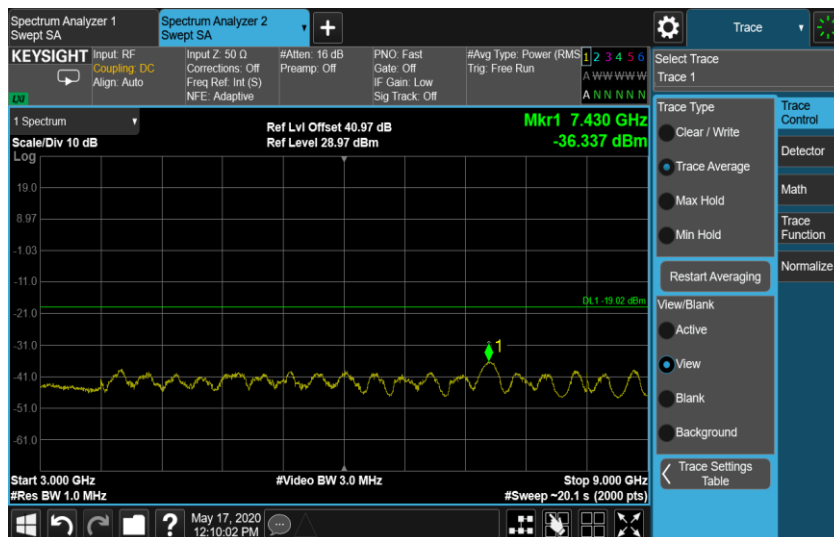 Spectrum Analyzer 1
Swept SA
Spectrum Analyzer 2
Swept SA
Trace
KEYSIGHT
LXI
Input: RF
Coupling: DC
Align: Auto
Input Z: 50 Ω
Corrections: Off
Freq Ref: Int (S)
NFE: Adaptive
#Atten: 16 dB
Preamp: Off
PNO: Fast
Gate: Off
IF Gain: Low
Sig Track: Off
#Avg Type: Power (RMS
Trig: Free Run
1 2 3 4 5 6
A W W W W W
A N N N N N
Select Trace
Trace 1
1 Spectrum
Scale/Div 10 dB
Log
Ref Lvl Offset 40.97 dB
Ref Level 28.97 dBm
Mkr1 7.430 GHz
-36.337 dBm
19.0
8.97
-1.03
-11.0
-21.0
-31.0
-41.0
-51.0
-61.0
DL1 -19.02 dBm
1
Start 3.000 GHz
#Res BW 1.0 MHz
#Video BW 3.0 MHz
Stop 9.000 GHz
#Sweep ~20.1 s (2000 pts)
Trace Type
Clear / Write
Trace Average
Max Hold
Min Hold
Restart Averaging
View/Blank
Active
View
Blank
Background
Trace Settings
Table
Trace
Control
Detector
Math
Trace
Function
Normalize
?
May 17, 2020
12:10:02 PM